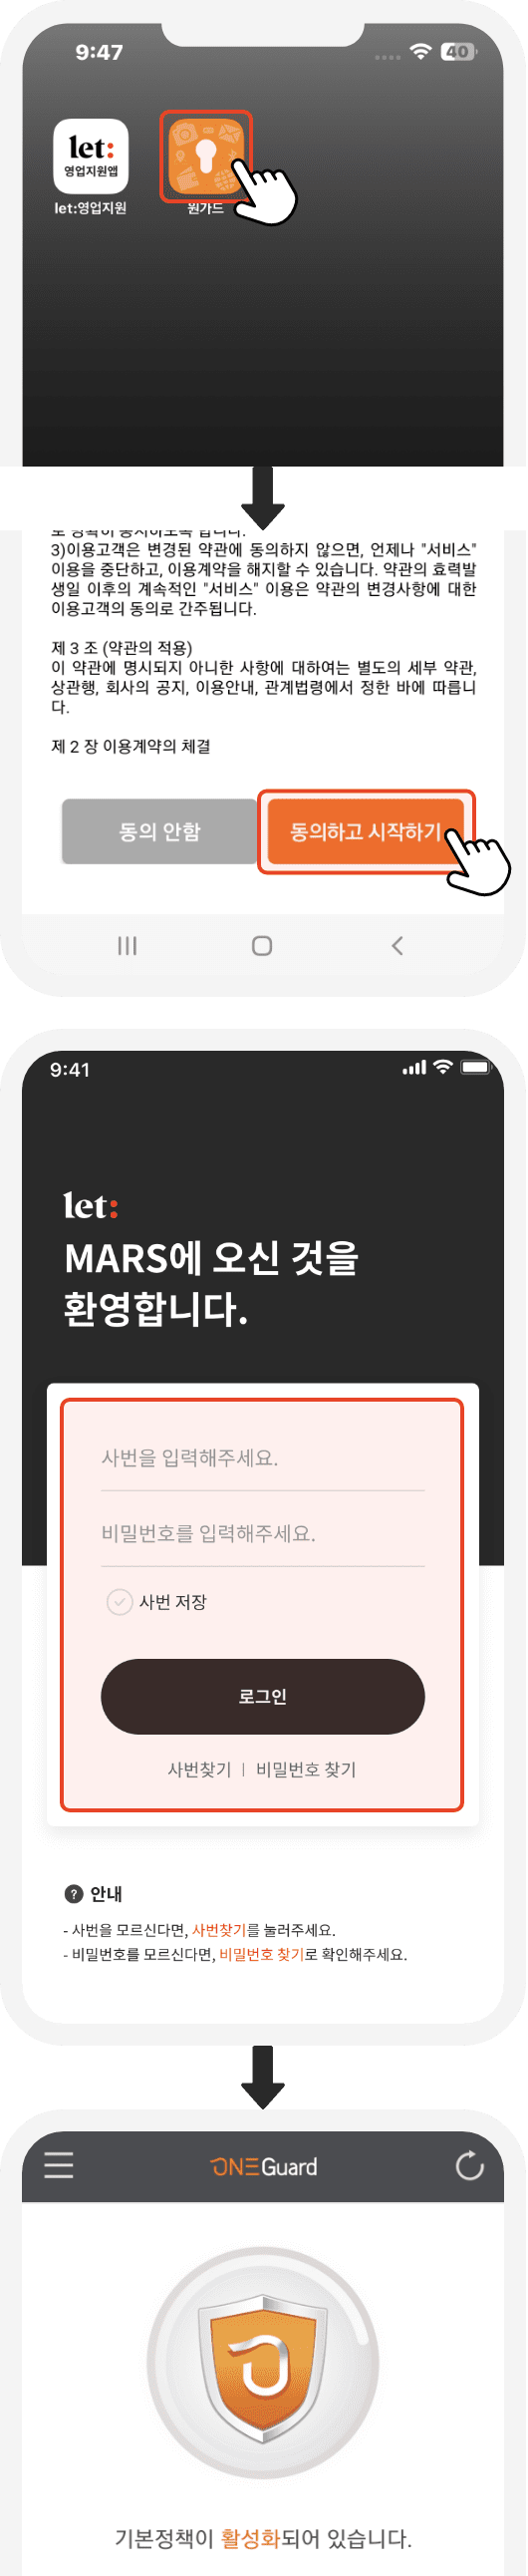 9:47
40
let:
영업지원앱
let:영업지원
원가드
3)이용고객은 변경된 약관에 동의하지 않으면, 언제나 "서비스"
이용을 중단하고, 이용계약을 해지할 수 있습니다. 약관의 효력발
생일 이후의 계속적인 "서비스" 이용은 약관의 변경사항에 대한
이용고객의 동의로 간주됩니다.
제 3 조 (약관의 적용)
이 약관에 명시되지 아니한 사항에 대하여는 별도의 세부 약관,
상관행, 회사의 공지, 이용안내, 관계법령에서 정한 바에 따릅니
다.
제 2 장 이용계약의 체결
동의 안함
동의하고 시작하기
9:41
let:
MARS에 오신 것을
환영합니다.
사번을 입력해주세요.
비밀번호를 입력해주세요.
사번 저장
로그인
사번찾기 | 비밀번호 찾기
? 안내
- 사번을 모르신다면, 사번찾기를 눌러주세요.
- 비밀번호를 모르신다면, 비밀번호 찾기로 확인해주세요.
ONEGuard
기본정책이 활성화되어 있습니다.